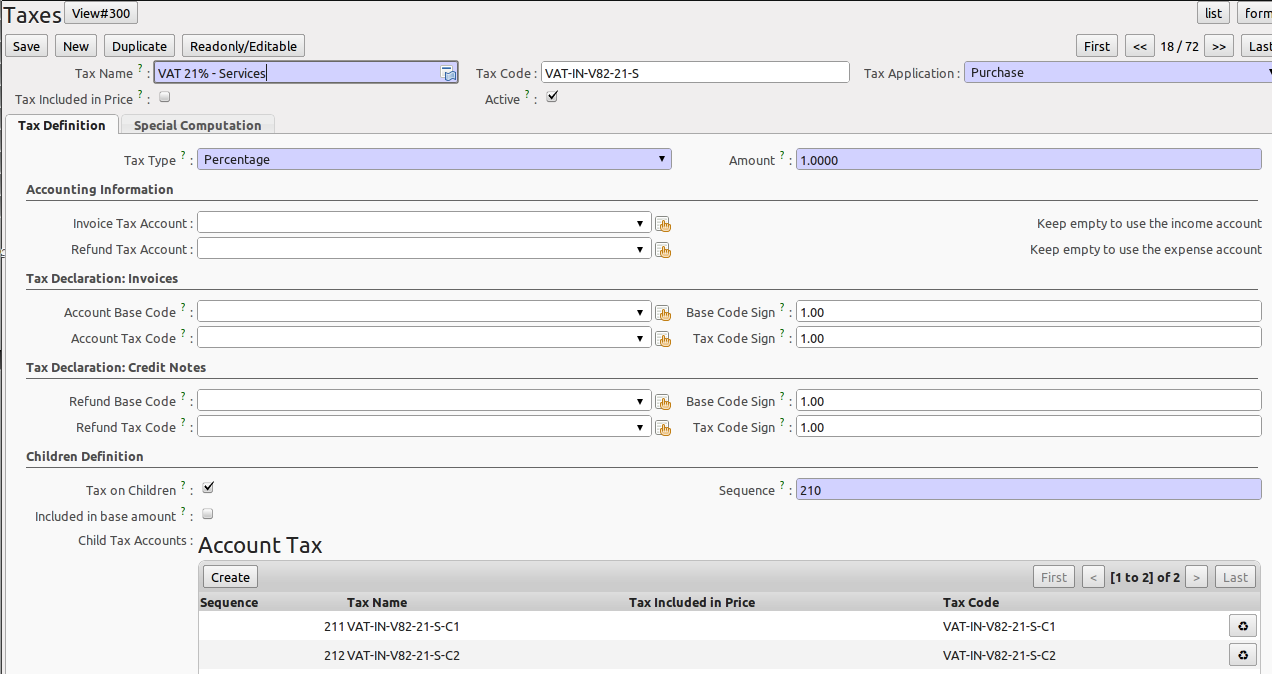 Taxes View#300 list form
Save New Duplicate Readonly/Editable First << 18 / 72 >> Last
Tax Name ? : VAT 21% - Services Tax Code : VAT-IN-V82-21-S Tax Application : Purchase
Tax Included in Price ? : Active ? :
Tax Definition Special Computation
Tax Type ? : Percentage Amount ? : 1.0000
Accounting Information
Invoice Tax Account : Keep empty to use the income account
Refund Tax Account : Keep empty to use the expense account
Tax Declaration: Invoices
Account Base Code ? : Base Code Sign ? : 1.00
Account Tax Code ? : Tax Code Sign ? : 1.00
Tax Declaration: Credit Notes
Refund Base Code ? : Base Code Sign ? : 1.00
Refund Tax Code ? : Tax Code Sign ? : 1.00
Children Definition
Tax on Children ? : Sequence ? : 210
Included in base amount ? :
Child Tax Accounts : Account Tax
Create First < [1 to 2] of 2 > Last
Sequence Tax Name Tax Included in Price Tax Code
211 VAT-IN-V82-21-S-C1 VAT-IN-V82-21-S-C1
212 VAT-IN-V82-21-S-C2 VAT-IN-V82-21-S-C2